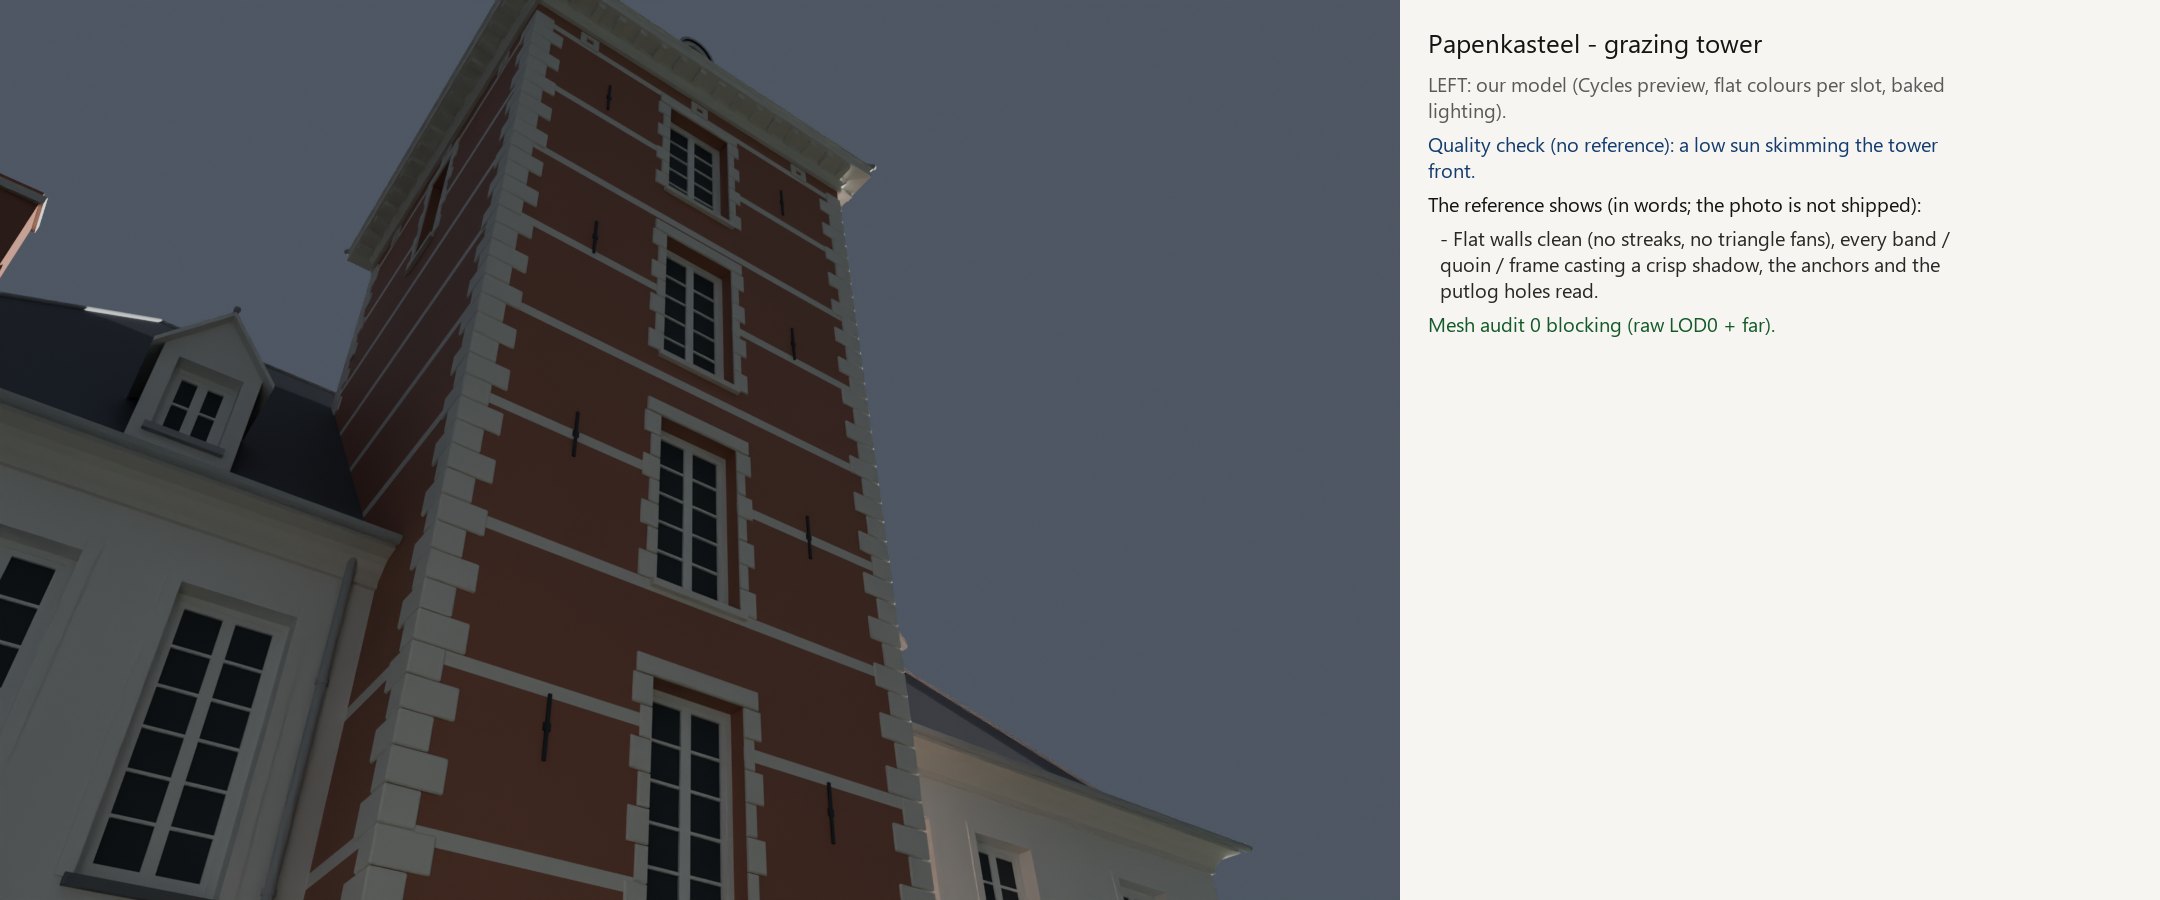 Papenkasteel - grazing tower
LEFT: our model (Cycles preview, flat colours per slot, baked
lighting).
Quality check (no reference): a low sun skimming the tower
front.
The reference shows (in words; the photo is not shipped):
- Flat walls clean (no streaks, no triangle fans), every band /
quoin / frame casting a crisp shadow, the anchors and the
putlog holes read.
Mesh audit 0 blocking (raw LOD0 + far).